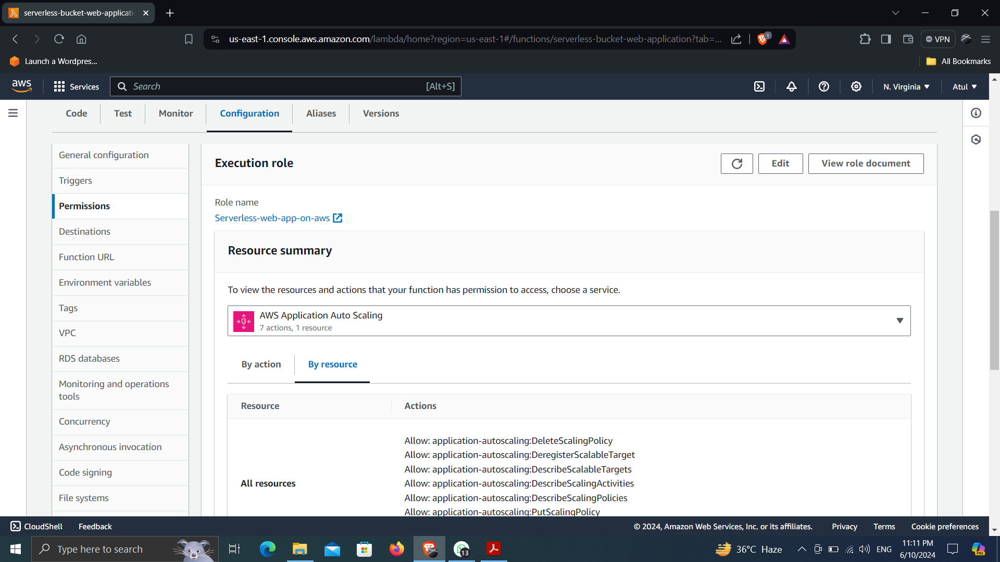 serverless-bucket-web-applicati
us-east-1.console.aws.amazon.com/lambda/home?region=us-east-1#/functions/serverless-bucket-web-application?tab=...
1
VPN
Launch a Wordpres...
All Bookmarks
aws
Services
Search
[Alt+S]
N. Virginia
Atul
Code
Test
Monitor
Configuration
Aliases
Versions
General configuration
Triggers
Permissions
Destinations
Function URL
Environment variables
Tags
VPC
RDS databases
Monitoring and operations
tools
Concurrency
Asynchronous invocation
Code signing
File systems
Execution role
Edit
View role document
Role name
Serverless-web-app-on-aws
Resource summary
To view the resources and actions that your function has permission to access, choose a service.
AWS Application Auto Scaling
7 actions, 1 resource
By action
By resource
Resource
Actions
All resources
Allow: application-autoscaling:DeleteScalingPolicy
Allow: application-autoscaling:DeregisterScalableTarget
Allow: application-autoscaling:DescribeScalableTargets
Allow: application-autoscaling:DescribeScalingActivities
Allow: application-autoscaling:DescribeScalingPolicies
Allow: application-autoscaling:PutScalingPolicy
CloudShell
Feedback
© 2024, Amazon Web Services, Inc. or its affiliates.
Privacy
Terms
Cookie preferences
Type here to search
13
36°C Haze
ENG
11:11 PM
6/10/2024
PRE